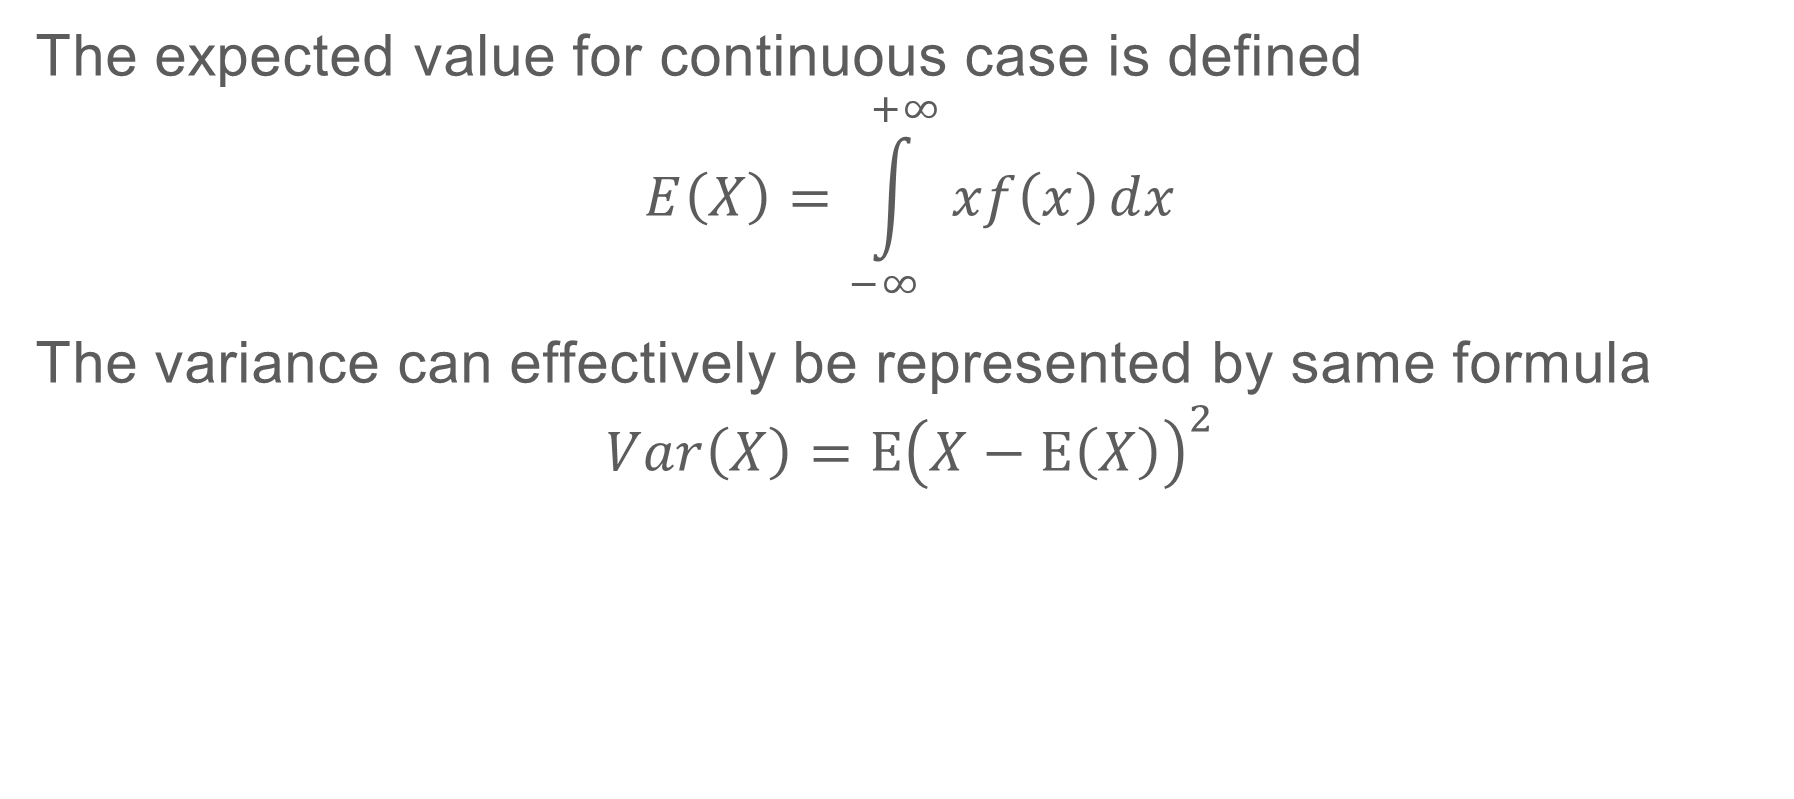 The expected value for continuous case is defined
E(X) = ∫_{-∞}^{+∞} xf(x) dx
The variance can effectively be represented by same formula
Var(X) = E(X − E(X))²